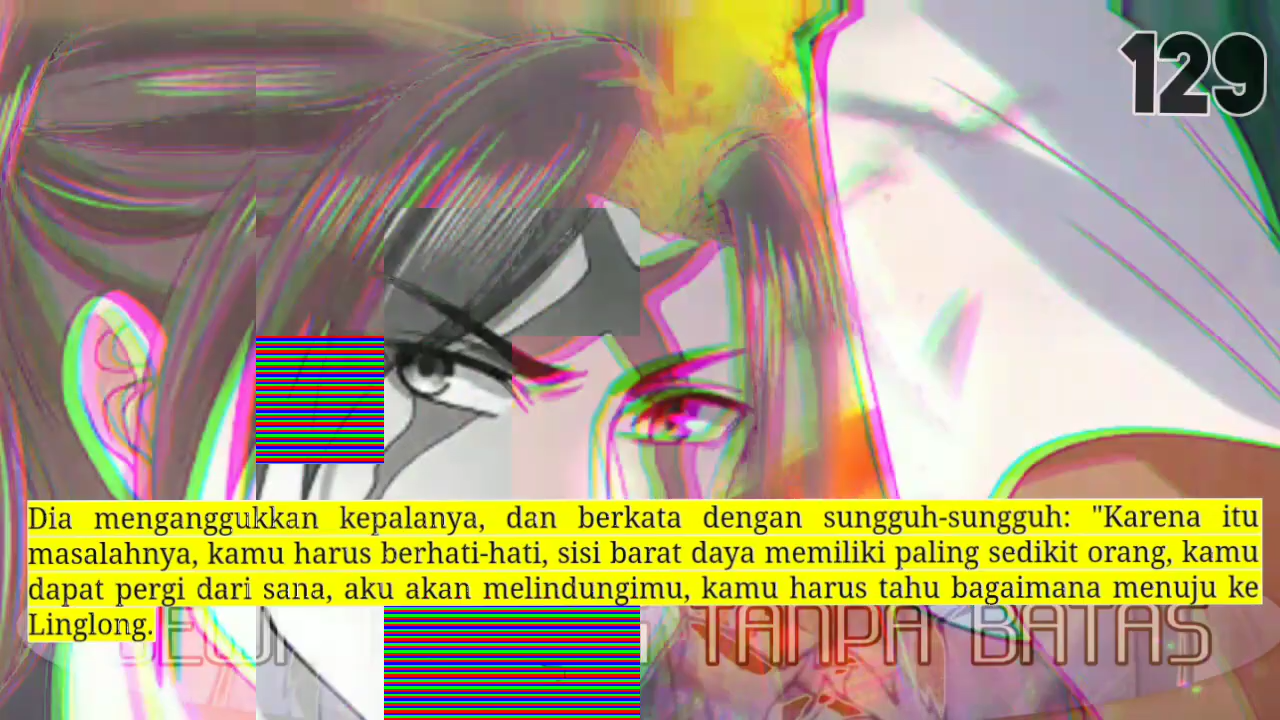 129
Dia menganggukkan kepalanya, dan berkata dengan sungguh-sungguh: "Karena itu
masalahnya, kamu harus berhati-hati, sisi barat daya memiliki paling sedikit orang, kamu
dapat pergi dari sana, aku akan melindungimu, kamu harus tahu bagaimana menuju ke
Linglong.
TANPA BATAS